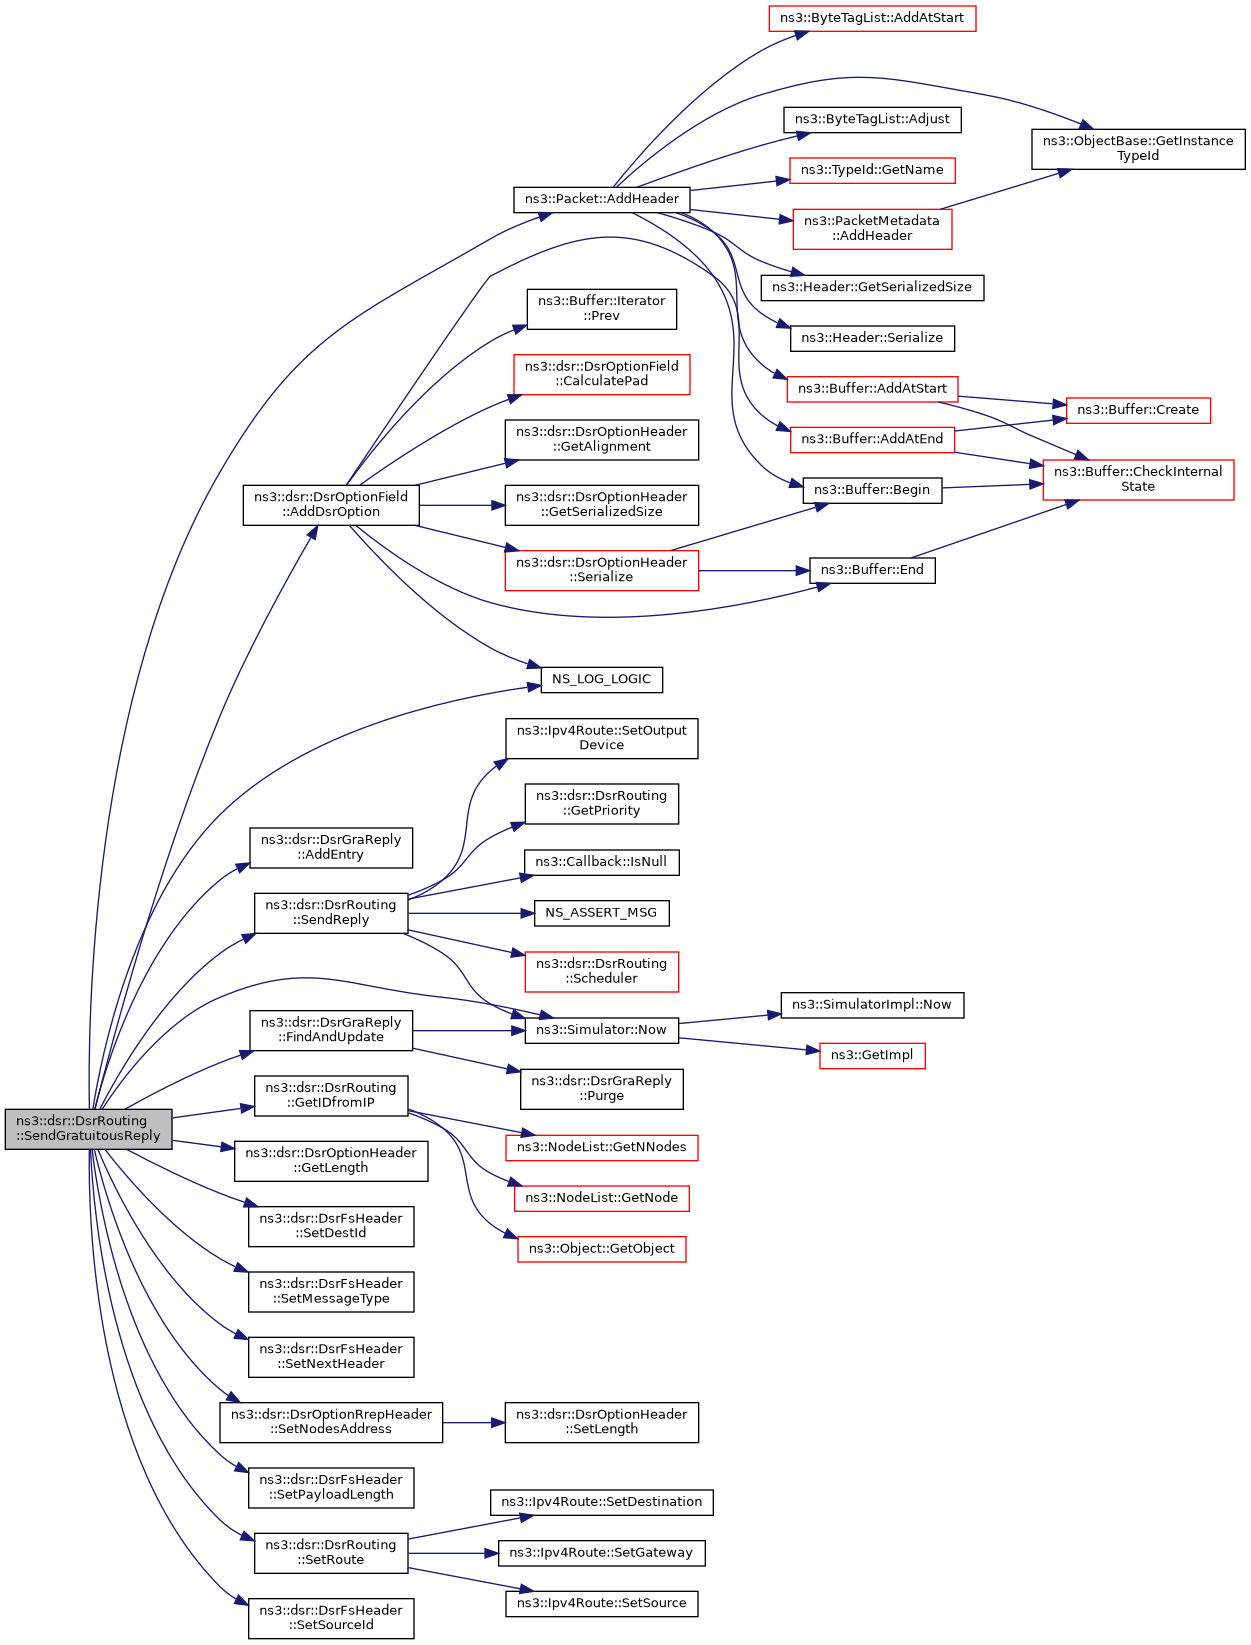 ns3::ByteTagList::AddAtStart
ns3::ByteTagList::Adjust
ns3::ObjectBase::GetInstance
TypeId
ns3::TypeId::GetName
ns3::Packet::AddHeader
ns3::PacketMetadata
::AddHeader
ns3::Header::GetSerializedSize
ns3::Buffer::Iterator
::Prev
ns3::Header::Serialize
ns3::dsr::DsrOptionField
::CalculatePad
ns3::Buffer::AddAtStart
ns3::Buffer::Create
ns3::dsr::DsrOptionHeader
::GetAlignment
ns3::Buffer::AddAtEnd
ns3::Buffer::CheckInternal
State
ns3::dsr::DsrOptionField
::AddDsrOption
ns3::dsr::DsrOptionHeader
::GetSerializedSize
ns3::Buffer::Begin
ns3::dsr::DsrOptionHeader
::Serialize
ns3::Buffer::End
NS_LOG_LOGIC
ns3::Ipv4Route::SetOutput
Device
ns3::dsr::DsrRouting
::GetPriority
ns3::dsr::DsrGraReply
::AddEntry
ns3::Callback::IsNull
ns3::dsr::DsrRouting
::SendReply
NS_ASSERT_MSG
ns3::dsr::DsrRouting
::Scheduler
ns3::SimulatorImpl::Now
ns3::dsr::DsrGraReply
::FindAndUpdate
ns3::Simulator::Now
ns3::GetImpl
ns3::dsr::DsrGraReply
::Purge
ns3::dsr::DsrRouting
::GetIDfromIP
ns3::dsr::DsrRouting
::SendGratuitousReply
ns3::NodeList::GetNNodes
ns3::dsr::DsrOptionHeader
::GetLength
ns3::NodeList::GetNode
ns3::dsr::DsrFsHeader
::SetDestId
ns3::Object::GetObject
ns3::dsr::DsrFsHeader
::SetMessageType
ns3::dsr::DsrFsHeader
::SetNextHeader
ns3::dsr::DsrOptionRrepHeader
::SetNodesAddress
ns3::dsr::DsrOptionHeader
::SetLength
ns3::dsr::DsrFsHeader
::SetPayloadLength
ns3::Ipv4Route::SetDestination
ns3::dsr::DsrRouting
::SetRoute
ns3::Ipv4Route::SetGateway
ns3::Ipv4Route::SetSource
ns3::dsr::DsrFsHeader
::SetSourceId